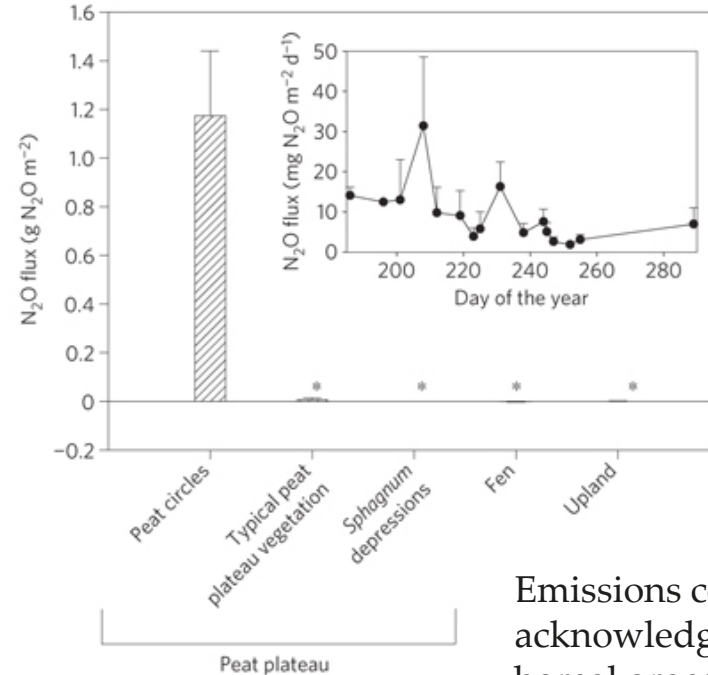 1.6
1.4
1.2
1.0
0.8
0.6
0.4
0.2
0
−0.2
N₂O flux (g N₂O m⁻²)
50
40
30
20
10
0
N₂O flux (mg N₂O m⁻² d⁻¹)
200 220 240 260 280
Day of the year
* * * *
Peat circles
Typical peat
plateau vegetation
Sphagnum
depressions
Fen
Upland
Peat plateau
Emissions
acknowledg